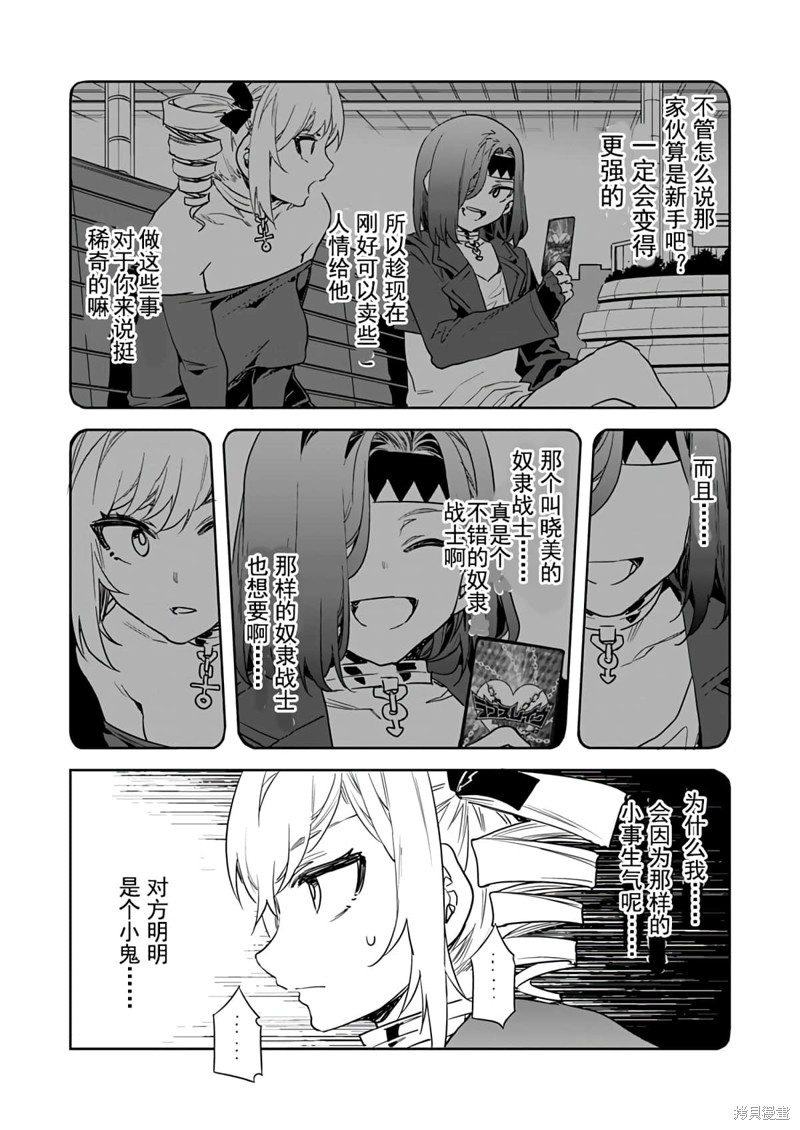 不管怎么说那
家伙算是新手吧?
一定会变得
更强的
所以趁现在
刚好可以卖些
人情给他
做这些事
对于你来说挺
稀奇的嘛
而且……
那个叫晓美的
奴隶战士……
真是个
不错的奴隶
战士啊
那样的奴隶战士
也想要啊……
为什么我……
会因为那样的
小事生气呢……
……
对方明明
是个小鬼……
……
拷贝漫畫